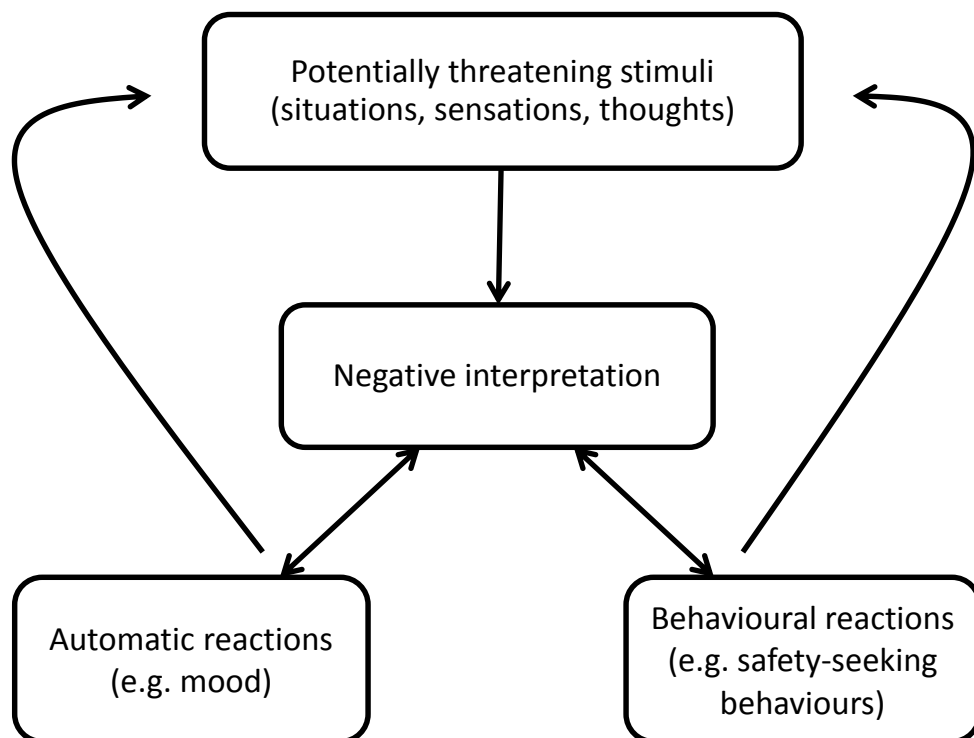 Potentially threatening stimuli
(situations, sensations, thoughts)
Negative interpretation
Automatic reactions
(e.g. mood)
Behavioural reactions
(e.g. safety-seeking
behaviours)